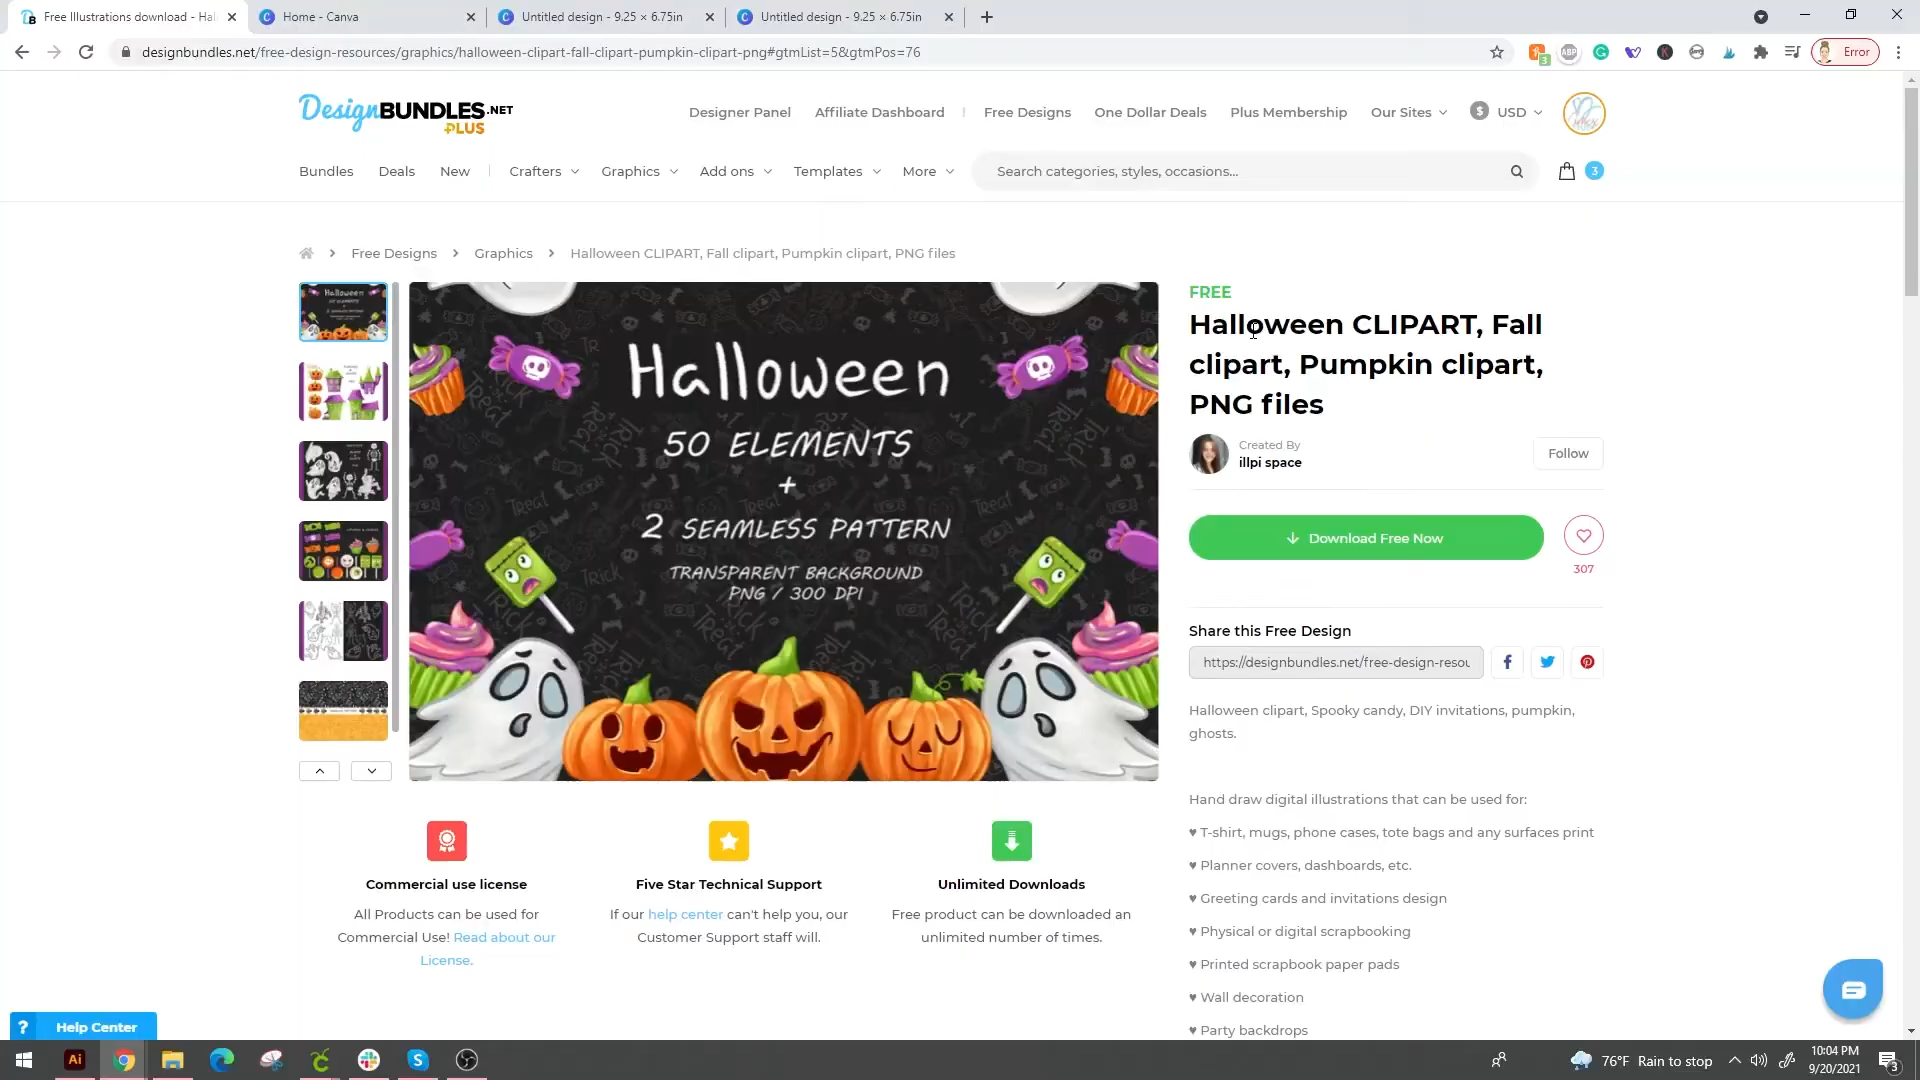 Free Illustrations download - Hal
Home - Canva
Untitled design - 9.25 × 6.75in
Untitled design - 9.25 × 6.75in
designbundles.net/free-design-resources/graphics/halloween-clipart-fall-clipart-pumpkin-clipart-png#gtmList=5&gtmPos=76
3
ABP
Error
DesignBUNDLES.NET
PLUS
Designer Panel
Affiliate Dashboard
Free Designs
One Dollar Deals
Plus Membership
Our Sites
$ USD
Bundles
Deals
New
Crafters
Graphics
Add ons
Templates
More
Search categories, styles, occasions...
3
Free Designs
Graphics
Halloween CLIPART, Fall clipart, Pumpkin clipart, PNG files
Halloween
50 ELEMENTS
+
2 SEAMLESS PATTERN
TRANSPARENT BACKGROUND
PNG / 300 DPI
FREE
Halloween CLIPART, Fall
clipart, Pumpkin clipart,
PNG files
Created By
illpi space
Follow
Download Free Now
307
Share this Free Design
https://designbundles.net/free-design-resou
Halloween clipart, Spooky candy, DIY invitations, pumpkin,
ghosts.
Hand draw digital illustrations that can be used for:
♥ T-shirt, mugs, phone cases, tote bags and any surfaces print
♥ Planner covers, dashboards, etc.
♥ Greeting cards and invitations design
♥ Physical or digital scrapbooking
♥ Printed scrapbook paper pads
♥ Wall decoration
♥ Party backdrops
Commercial use license
All Products can be used for
Commercial Use! Read about our
License.
Five Star Technical Support
If our help center can't help you, our
Customer Support staff will.
Unlimited Downloads
Free product can be downloaded an
unlimited number of times.
? Help Center
Ai
76°F Rain to stop
10:04 PM
9/20/2021
3